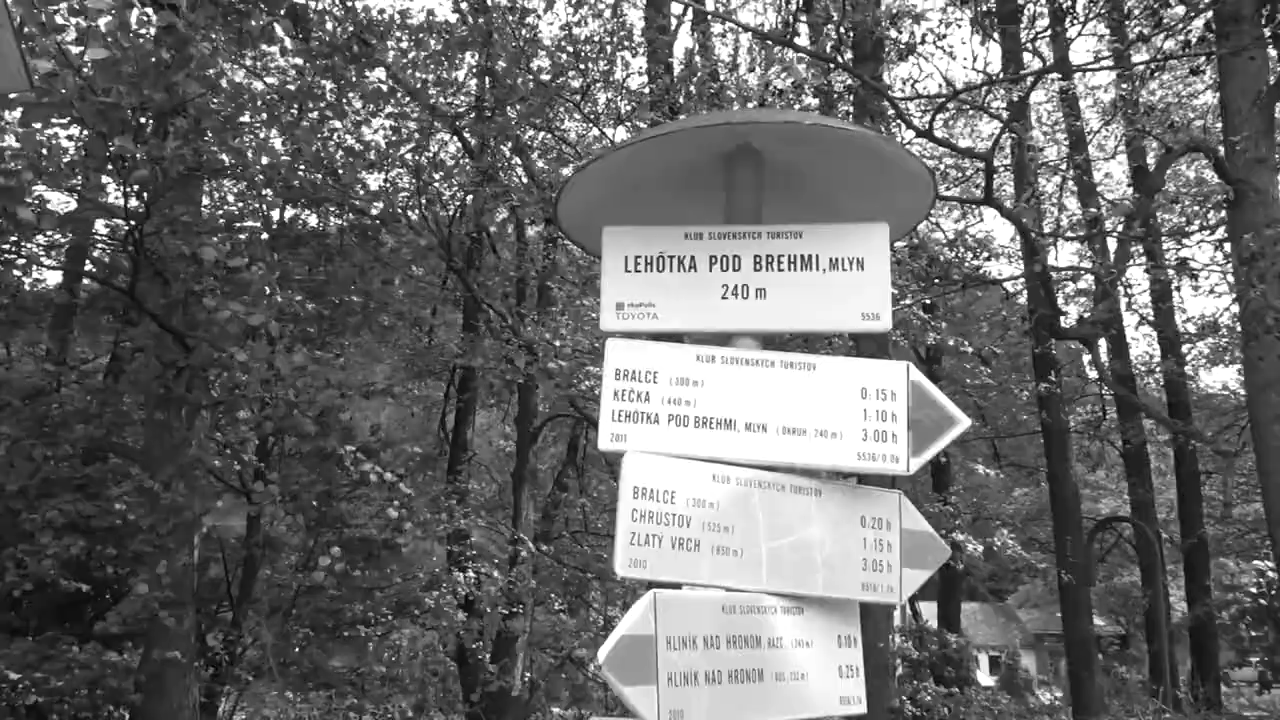 KLUB SLOVENSKÝCH TURISTOV
LEHÔTKA POD BREHMI, MLYN
240 m
ekoPolis
TOYOTA
5536
KLUB SLOVENSKÝCH TURISTOV
BRALCE (300 m) 0:15 h
KEČKA (440 m) 1:10 h
LEHÔTKA POD BREHMI, MLYN (OKRUH, 240 m) 3:00 h
2011
KLUB SLOVENSKÝCH TURISTOV
BRALCE (300 m) 0:20 h
CHRUSTOV (525 m) 1:15 h
ZLATÝ VRCH (650 m) 3:05 h
2010
KLUB SLOVENSKÝCH TURISTOV
HLINÍK NAD HRONOM, 0:10 h
HLINÍK NAD HRONOM 0:25 h
2010